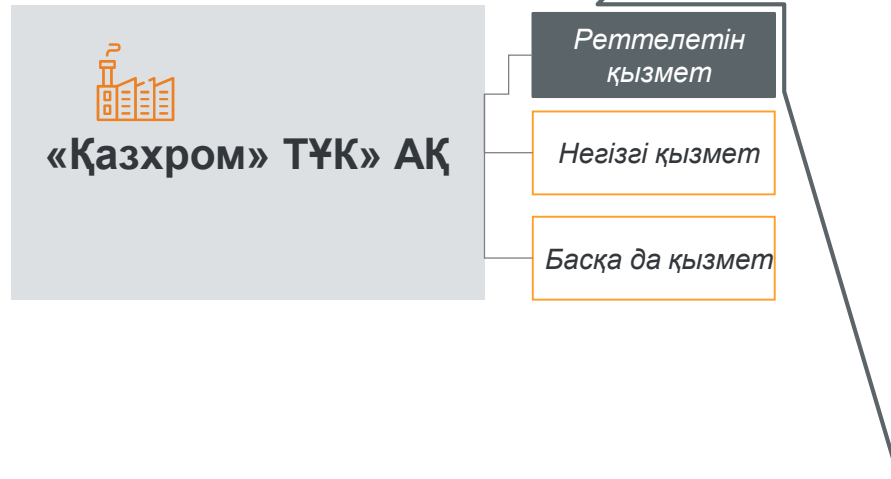 «Қазхром» ТҰК» АҚ
Реттелетін
қызмет
Негізгі қызмет
Басқа да қызмет